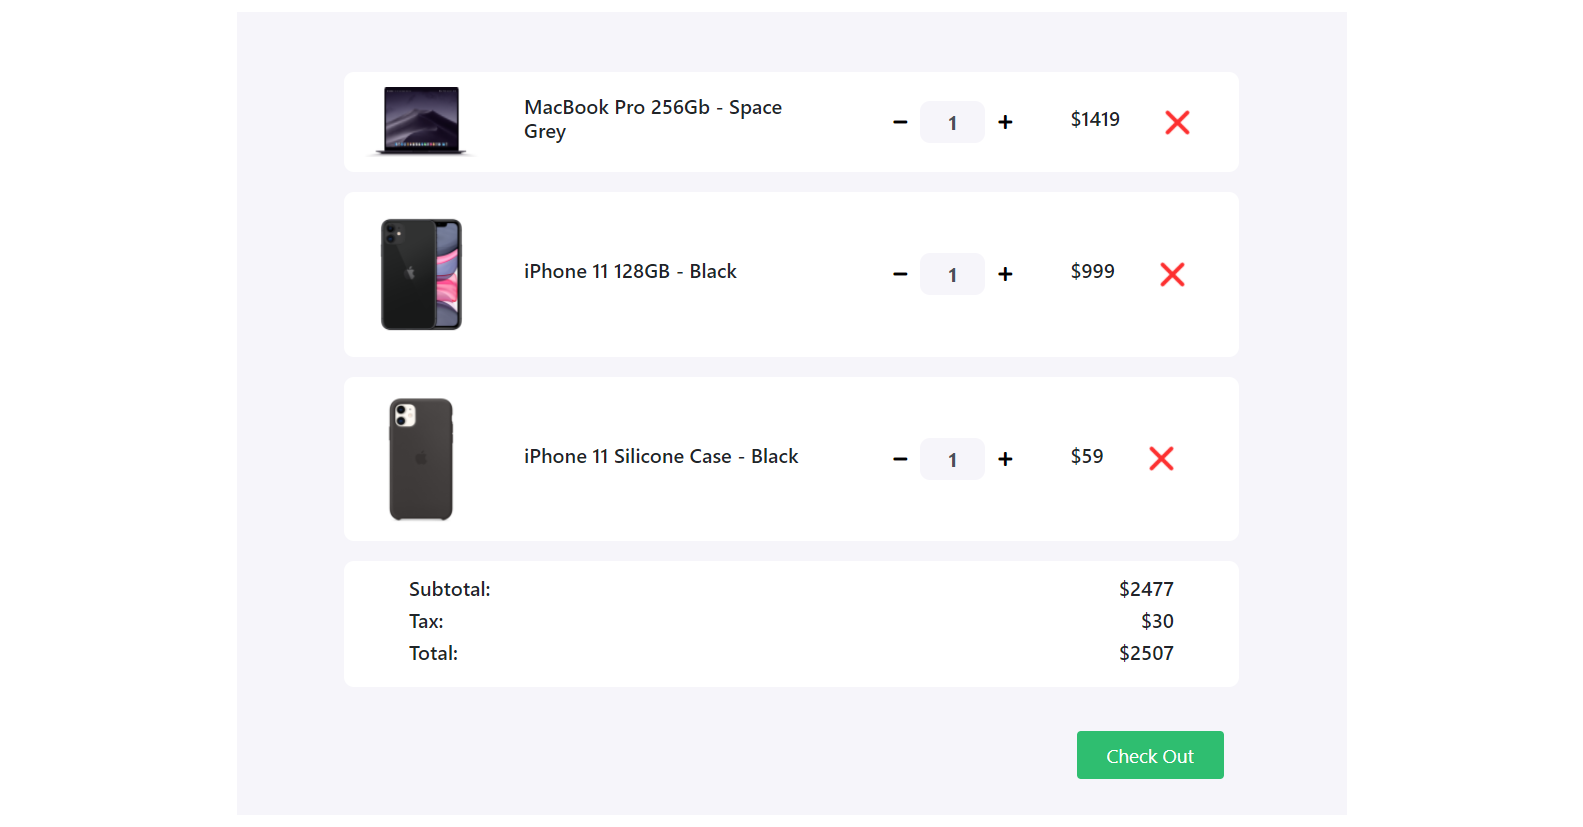 MacBook Pro 256Gb - Space
Grey
1
$1419
iPhone 11 128GB - Black
1
$999
iPhone 11 Silicone Case - Black
1
$59
Subtotal: $2477
Tax: $30
Total: $2507
Check Out